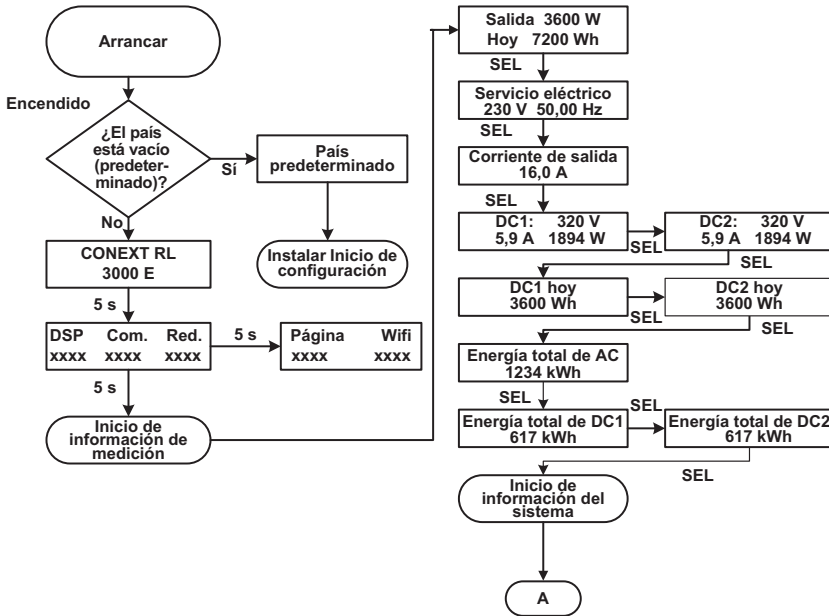 Arrancar
Encendido
¿El país
está vacío
(predeter-
minado)?
Sí
País
predeterminado
Instalar Inicio de
configuración
No
CONEXT RL
3000 E
5 s
DSP Com. Red.
xxxx xxxx xxxx
5 s
Página Wifi
xxxx xxxx
5 s
Inicio de
información de
medición
Salida 3600 W
Hoy 7200 Wh
SEL
Servicio eléctrico
230 V 50,00 Hz
SEL
Corriente de salida
16,0 A
SEL
DC1: 320 V
5,9 A 1894 W
SEL
DC2: 320 V
5,9 A 1894 W
SEL
DC1 hoy
3600 Wh
SEL
DC2 hoy
3600 Wh
SEL
Energía total de AC
1234 kWh
SEL
Energía total de DC1
617 kWh
SEL
Energía total de DC2
617 kWh
SEL
Inicio de
información del
sistema
A